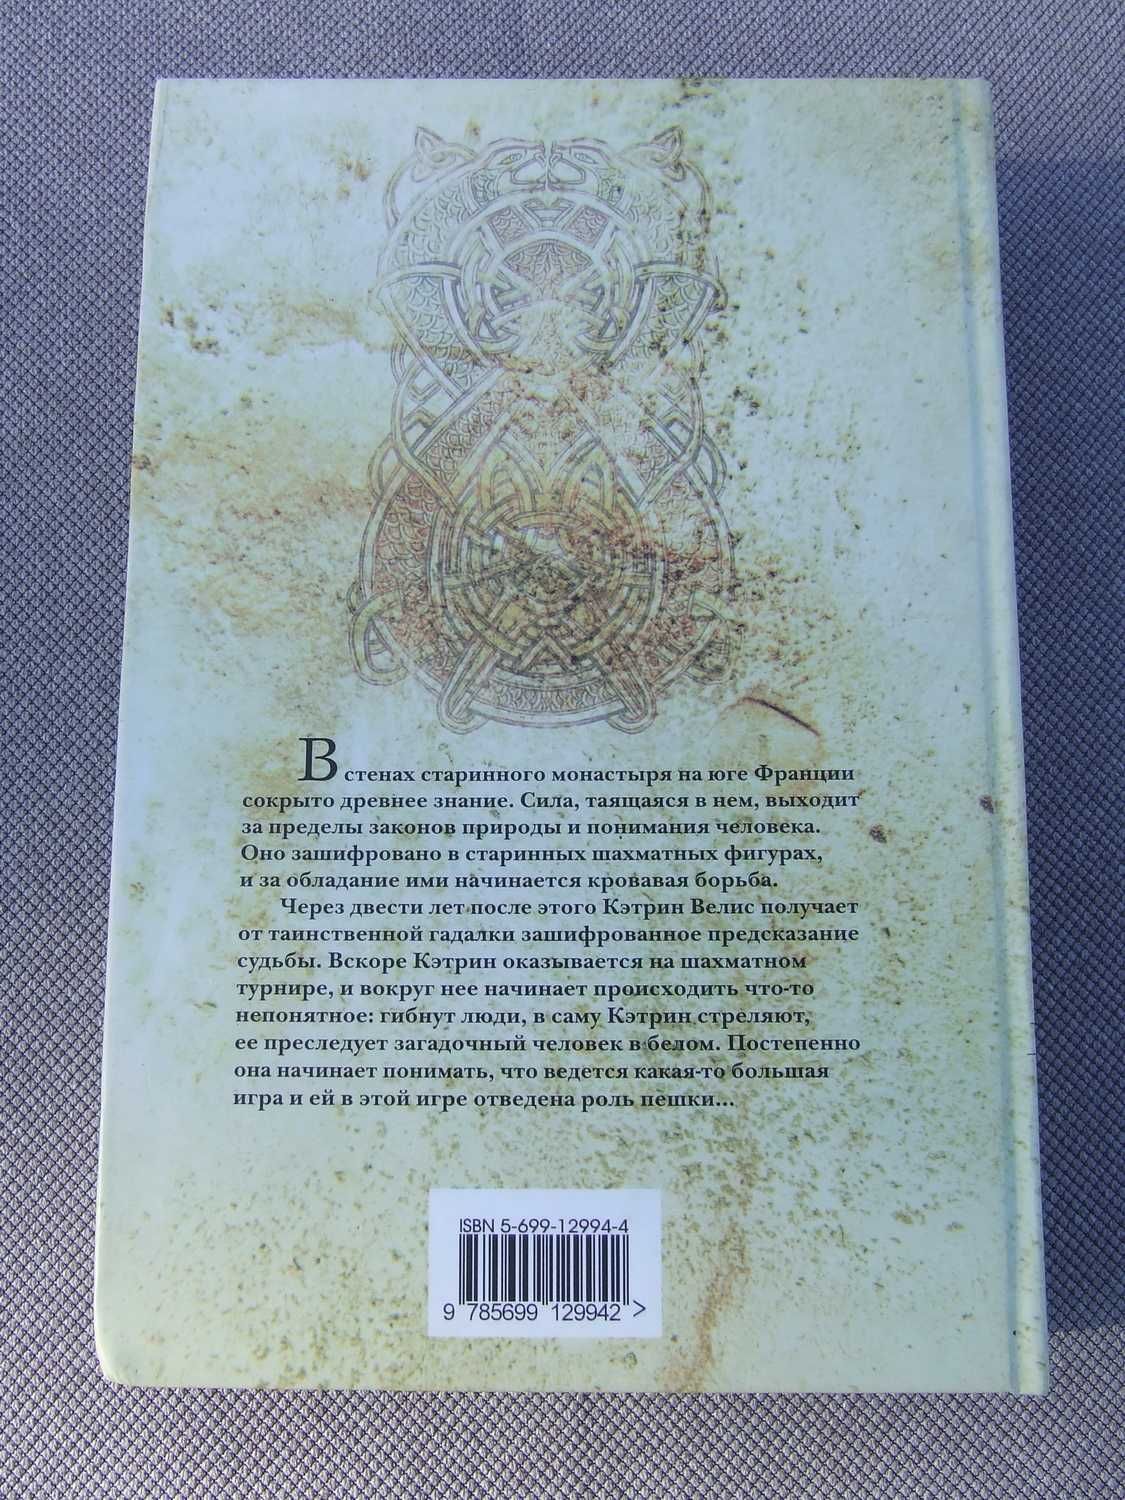 В стенах старинного монастыря на юге Франции
сокрыто древнее знание. Сила, таящаяся в нем, выходит
за пределы законов природы и понимания человека.
Оно зашифровано в старинных шахматных фигурах,
и за обладание ими начинается кровавая борьба.
Через двести лет после этого Кэтрин Велис получает
от таинственной гадалки зашифрованное предсказание
судьбы. Вскоре Кэтрин оказывается на шахматном
турнире, и вокруг нее начинает происходить что-то
непонятное: гибнут люди, в саму Кэтрин стреляют,
ее преследует загадочный человек в белом. Постепенно
она начинает понимать, что ведется какая-то большая
игра и ей в этой игре отведена роль пешки...
ISBN 5-699-12994-4
9 785699 129942 >